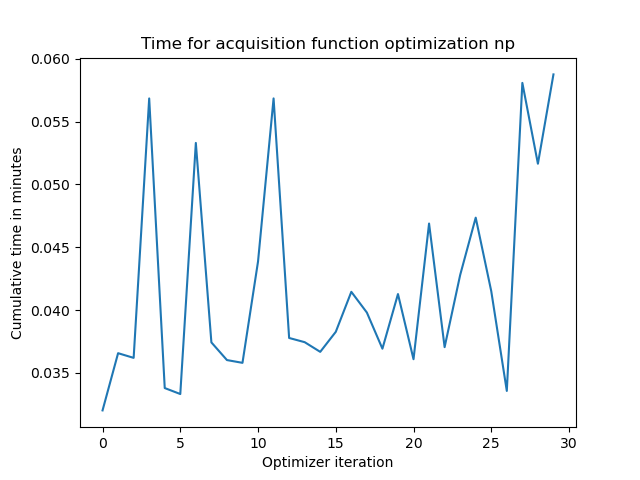 Time for acquisition function optimization np
0.060
0.055
0.050
0.045
0.040
0.035
Cumulative time in minutes
0 5 10 15 20 25 30
Optimizer iteration